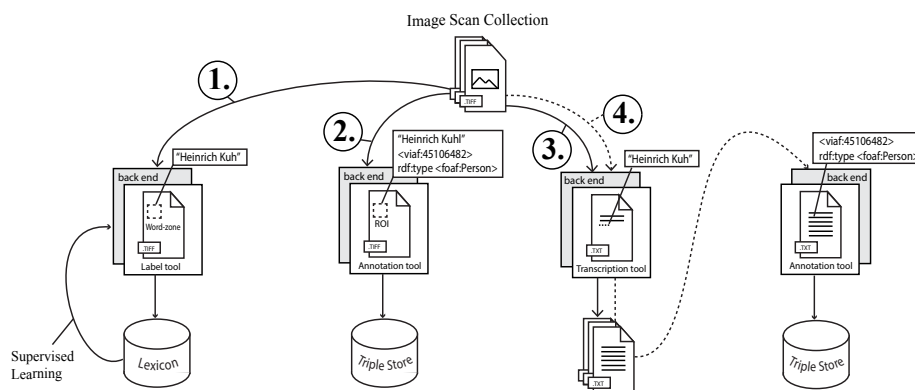 Image Scan Collection
.TIFF
1.
2.
3.
4.
"Heinrich Kuh"
back end
Word-zone
.TIFF
Label tool
Lexicon
Supervised
Learning
"Heinrich Kuhl"
<viaf:45106482>
rdf:type <foaf:Person>
back end
ROI
.TIFF
Annotation tool
Triple Store
"Heinrich Kuh"
back end
.TXT
Transcription tool
.TXT
<viaf:45106482>
rdf:type <foaf:Person>
back end
.TXT
Annotation tool
Triple Store